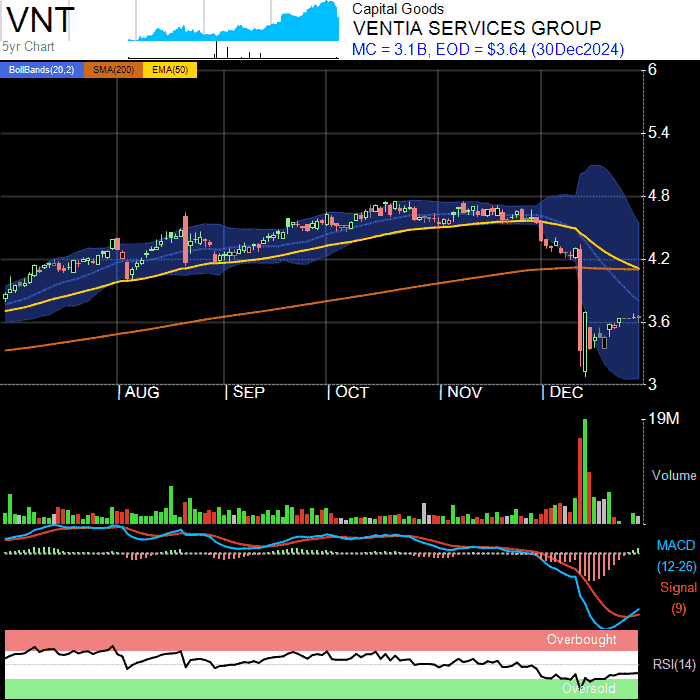 VNT
5yr Chart
Capital Goods
VENTIA SERVICES GROUP
MC = 3.1B, EOD = $3.64 (30Dec2024)
BollBands(20,2) SMA(200) EMA(50)
6
5.4
4.8
4.2
3.6
3
AUG SEP OCT NOV DEC
19M
Volume
MACD
(12-26)
Signal
(9)
Overbought
RSI(14)
Oversold